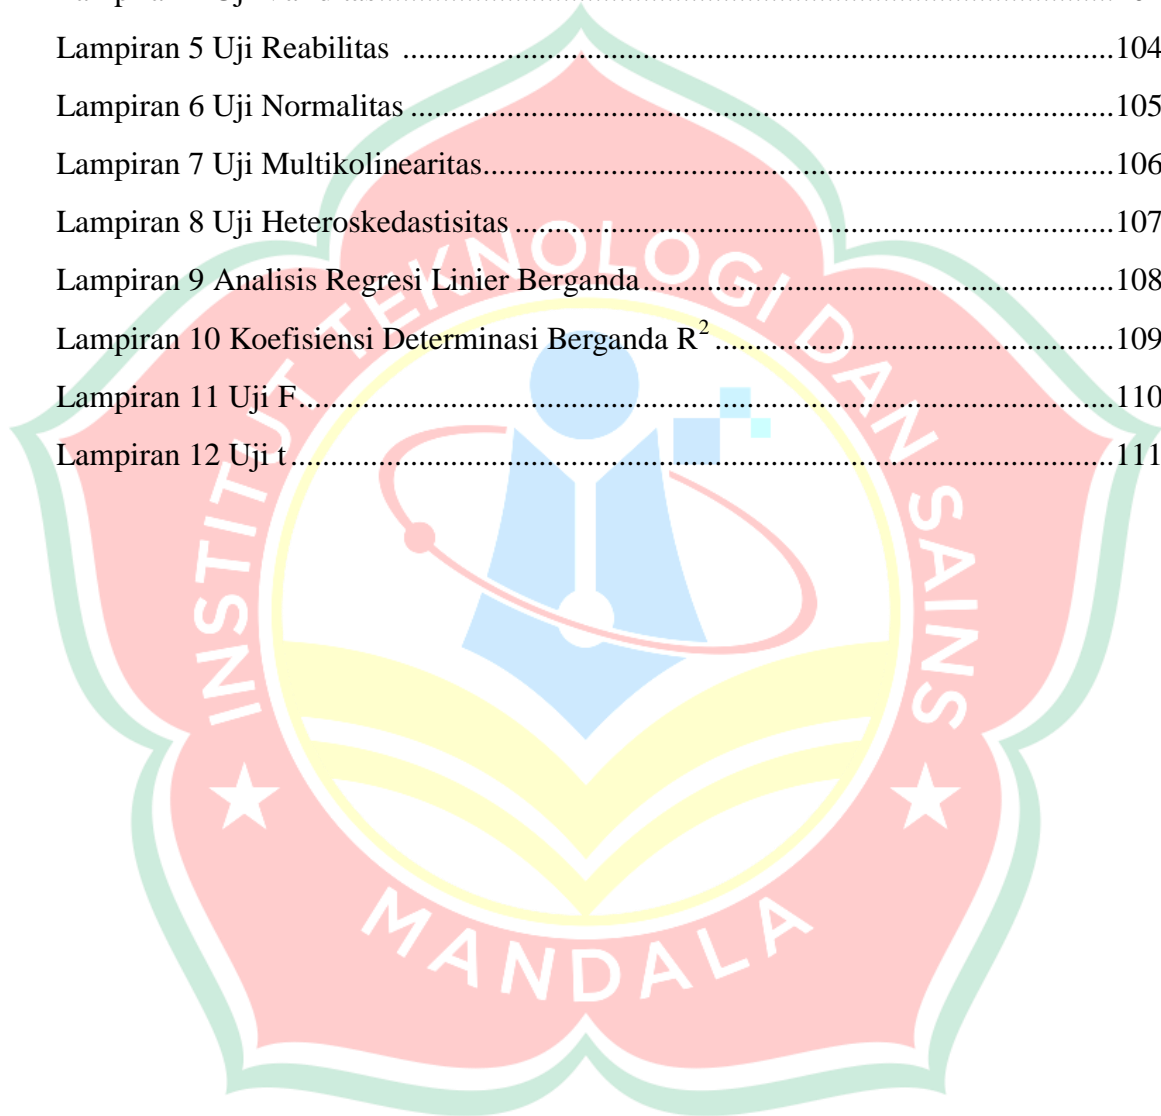 Lampiran 5 Uji Reabilitas ...........................................................................................104
Lampiran 6 Uji Normalitas ..........................................................................................105
Lampiran 7 Uji Multikolinearitas.................................................................................106
Lampiran 8 Uji Heteroskedastisitas .............................................................................107
Lampiran 9 Analisis Regresi Linier Berganda.............................................................108
Lampiran 10 Koefisiensi Determinasi Berganda R² ...................................................109
Lampiran 11 Uji F........................................................................................................110
Lampiran 12 Uji t.........................................................................................................111
INSTITUT TEKNOLOGI DAN SAINS
MANDALA